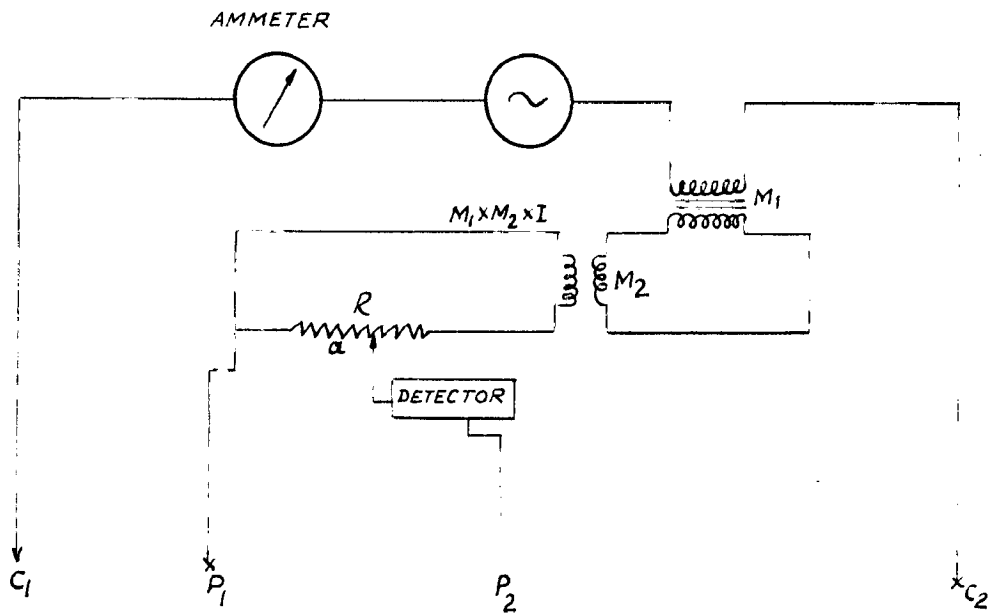 AMMETER
M₁
M₁ x M₂ x I
M₂
R
a
DETECTOR
C₁
P₁
P₂
C₂